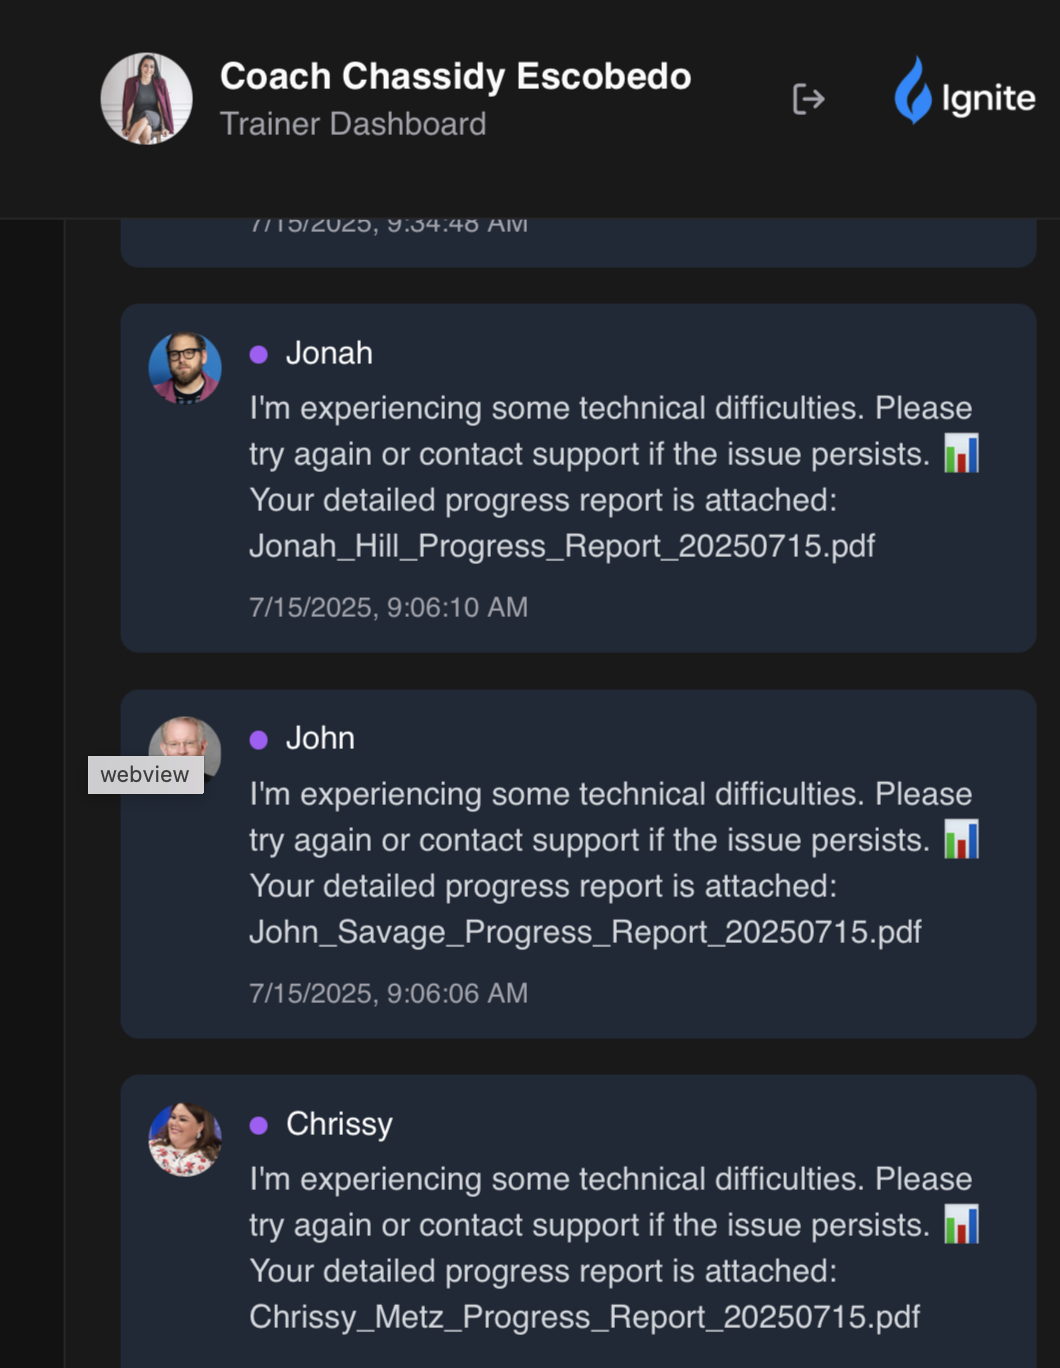 Coach Chassidy Escobedo
Trainer Dashboard
Ignite
7/15/2025, 9:34:48 AM
Jonah
I'm experiencing some technical difficulties. Please
try again or contact support if the issue persists. 📊
Your detailed progress report is attached:
Jonah_Hill_Progress_Report_20250715.pdf
7/15/2025, 9:06:10 AM
John
webview
I'm experiencing some technical difficulties. Please
try again or contact support if the issue persists. 📊
Your detailed progress report is attached:
John_Savage_Progress_Report_20250715.pdf
7/15/2025, 9:06:06 AM
Chrissy
I'm experiencing some technical difficulties. Please
try again or contact support if the issue persists. 📊
Your detailed progress report is attached:
Chrissy_Metz_Progress_Report_20250715.pdf